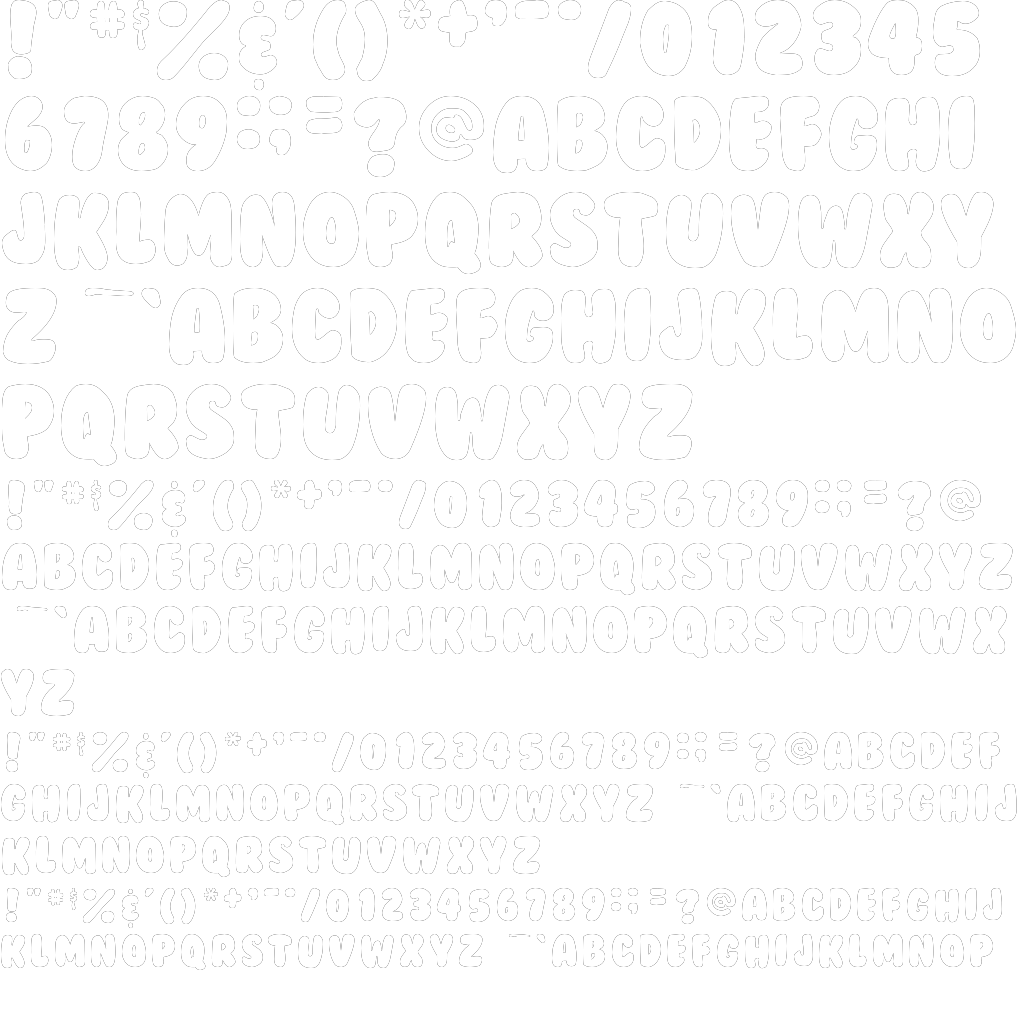 !"#$%&'()*+,-./012345
6789:;=?@ABCDEFGHI
JKLMNOPQRSTUVWXY
Z _`ABCDEFGHIJKLMNO
PQRSTUVWXYZ
!"#$%&'()*+,-./0123456789:;=?@
ABCDEFGHIJKLMNOPQRSTUVWXYZ
_`ABCDEFGHIJKLMNOPQRSTUVWX
YZ
!"#$%&'()*+,-./0123456789:;=?@ABCDEF
GHIJKLMNOPQRSTUVWXYZ _`ABCDEFGHIJ
KLMNOPQRSTUVWXYZ
!"#$%&'()*+,-./0123456789:;=?@ABCDEFGHIJ
KLMNOPQRSTUVWXYZ _`ABCDEFGHIJKLMNOP